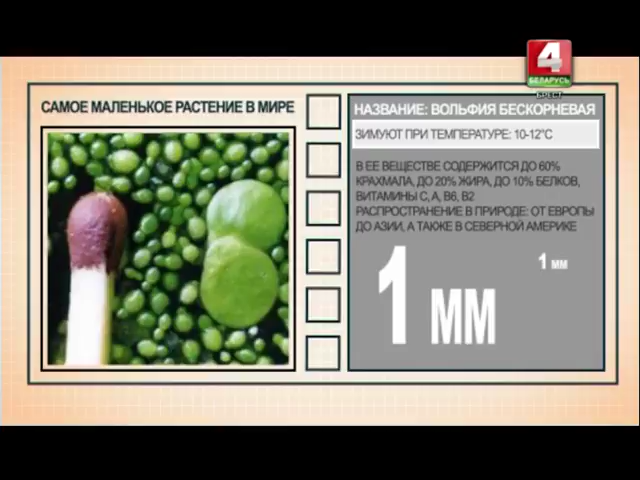 4
БЕЛАРУСЬ
БРЕСТ
САМОЕ МАЛЕНЬКОЕ РАСТЕНИЕ В МИРЕ
НАЗВАНИЕ: ВОЛЬФИЯ БЕСКОРНЕВАЯ
ЗИМУЮТ ПРИ ТЕМПЕРАТУРЕ: 10-12°С
В ЕЕ ВЕЩЕСТВЕ СОДЕРЖИТСЯ ДО 60%
КРАХМАЛА, ДО 20% ЖИРА, ДО 10% БЕЛКОВ,
ВИТАМИНЫ С, А, В6, В2
РАСПРОСТРАНЕНИЕ В ПРИРОДЕ: ОТ ЕВРОПЫ
ДО АЗИИ, А ТАКЖЕ В СЕВЕРНОЙ АМЕРИКЕ
1 мм
1 ММ